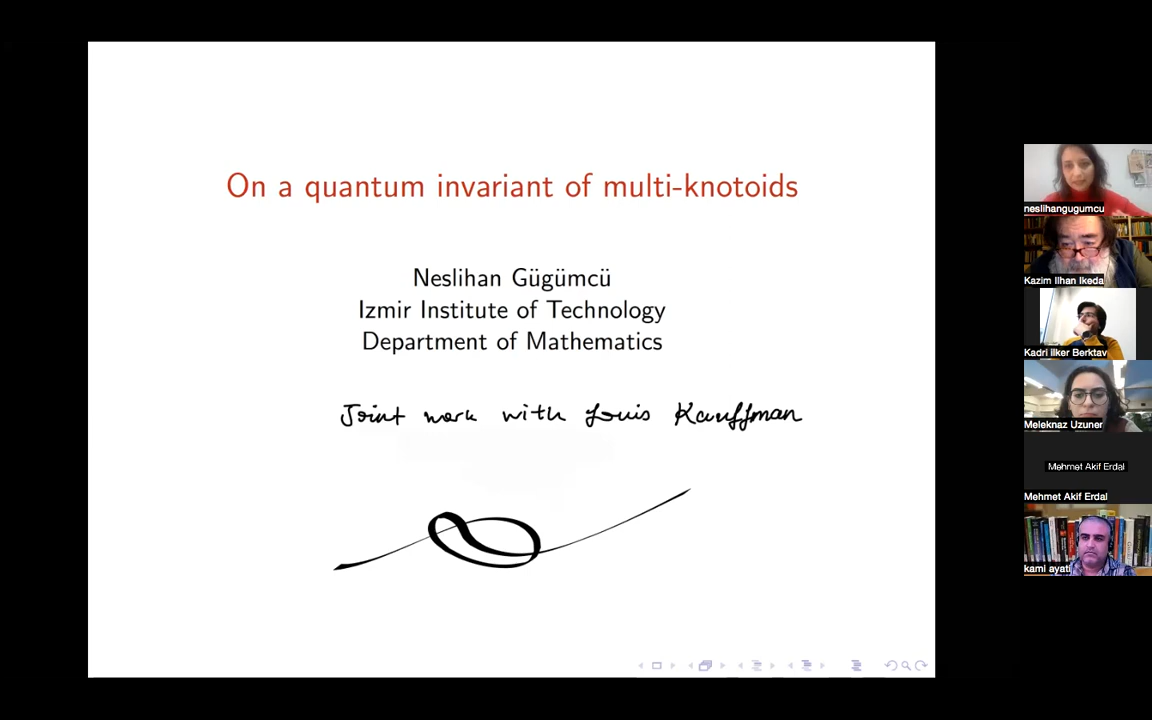 On a quantum invariant of multi-knotoids
Neslihan Gügümcü
Izmir Institute of Technology
Department of Mathematics
Joint work with Louis Kauffman
neslihangugumcu
Kazim Ilhan Ikeda
Kadri ilker Berktav
Meleknaz Uzuner
Mehmet Akif Erdal
Mehmet Akif Erdal
kami ayati